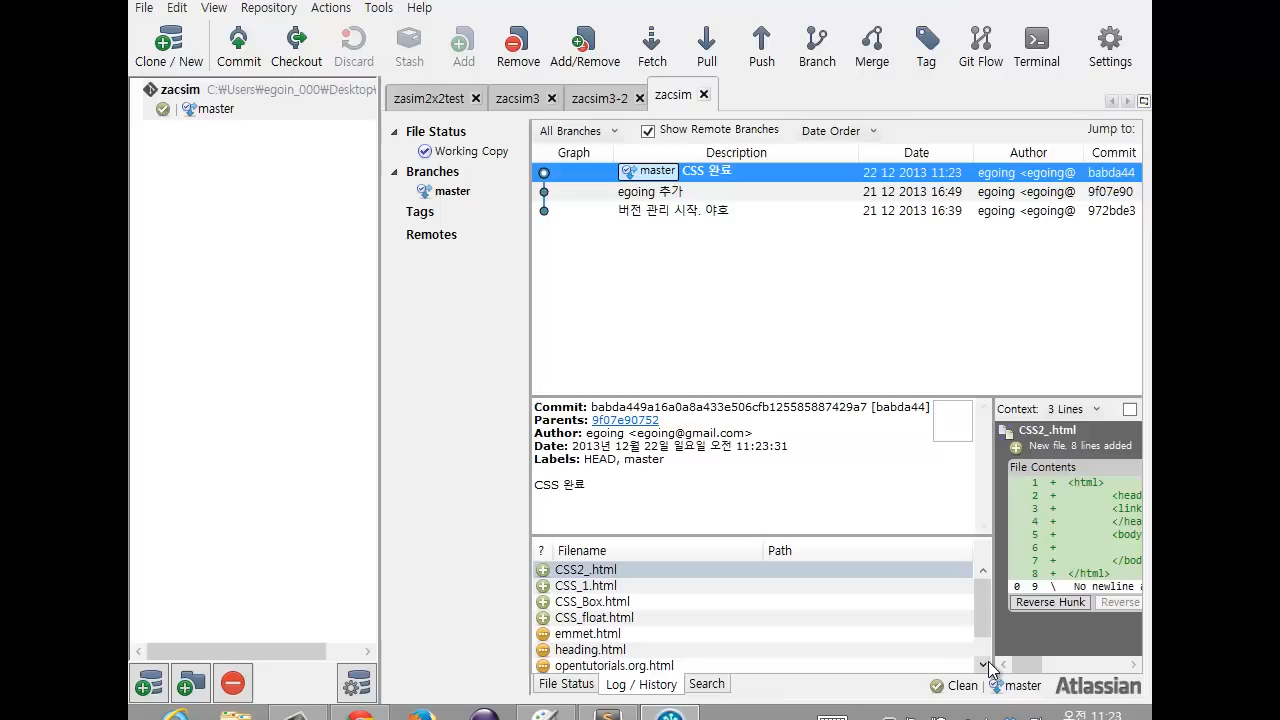 File Edit View Repository Actions Tools Help
Clone / New Commit Checkout Discard Stash Add Remove Add/Remove Fetch Pull Push Branch Merge Tag Git Flow Terminal Settings
zacsim C:\Users\egoin_000\Desktop\
master
zasim2x2test zacsim3 zacsim3-2 zacsim
File Status
Working Copy
Branches
master
Tags
Remotes
All Branches Show Remote Branches Date Order Jump to:
Graph Description Date Author Commit
master CSS 완료 22 12 2013 11:23 egoing <egoing@ babda44
egoing 추가 21 12 2013 16:49 egoing <egoing@ 9f07e90
버전 관리 시작. 야호 21 12 2013 16:39 egoing <egoing@ 972bde3
Commit: babda449a16a0a8a433e506cfb125585887429a7 [babda44]
Parents: 9f07e90752
Author: egoing <egoing@gmail.com>
Date: 2013년 12월 22일 일요일 오전 11:23:31
Labels: HEAD, master
CSS 완료
? Filename Path
CSS2_.html
CSS_1.html
CSS_Box.html
CSS_float.html
emmet.html
heading.html
opentutorials.org.html
Context: 3 Lines
CSS2_.html
New file, 8 lines added
File Contents
1 + <html>
2 + <head
3 + <link
4 + </hea
5 + <body
6 +
7 + </bo
8 + </html>
0 9 \ No newline a
Reverse Hunk Reverse
File Status Log / History Search
Clean master Atlassian
오전 11:23